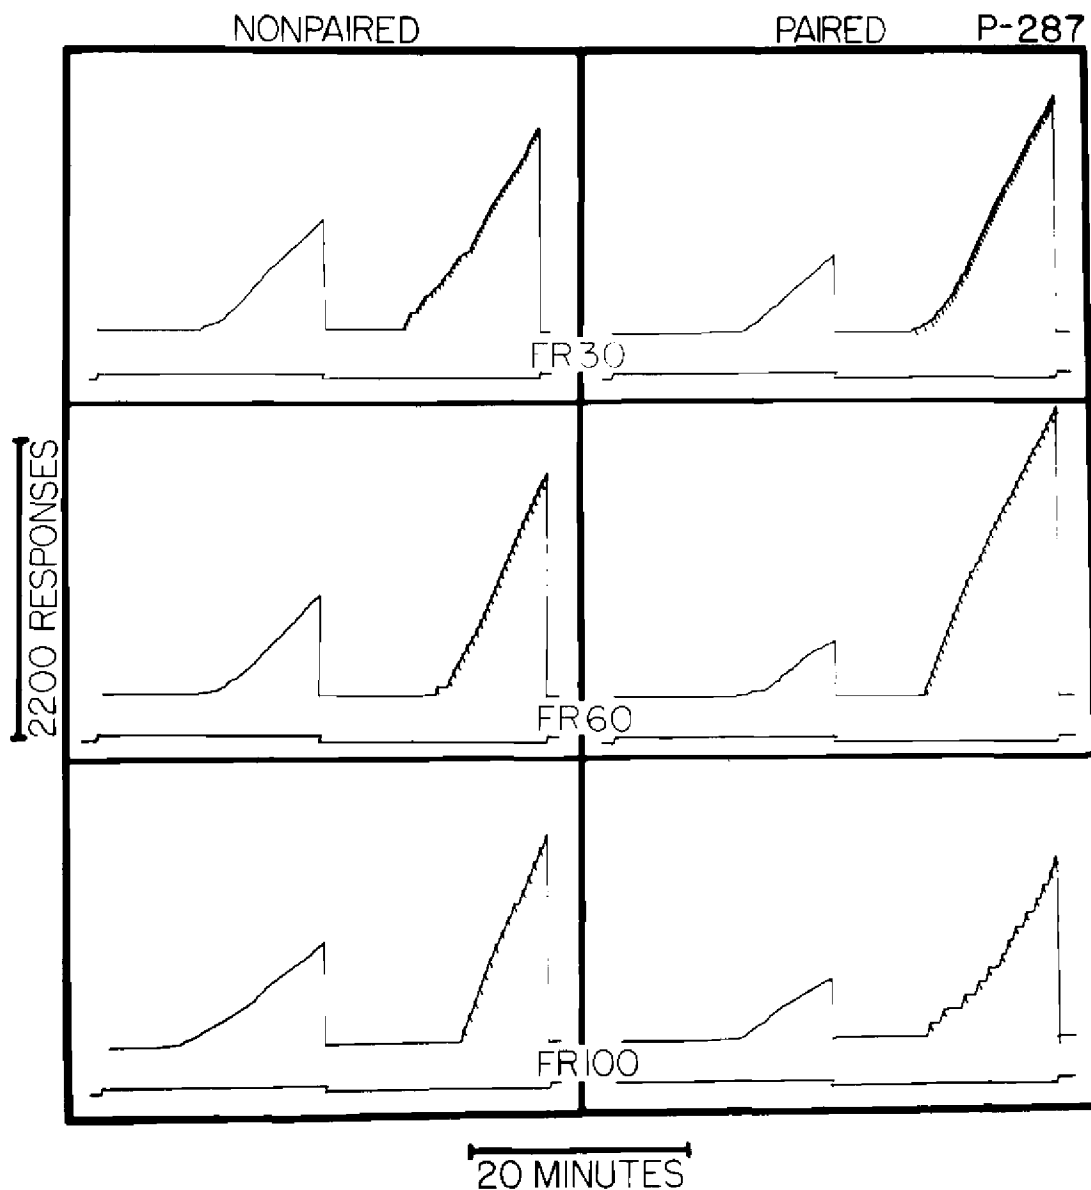 NONPAIRED
PAIRED
P-287
FR30
2200 RESPONSES
FR60
FR100
20 MINUTES